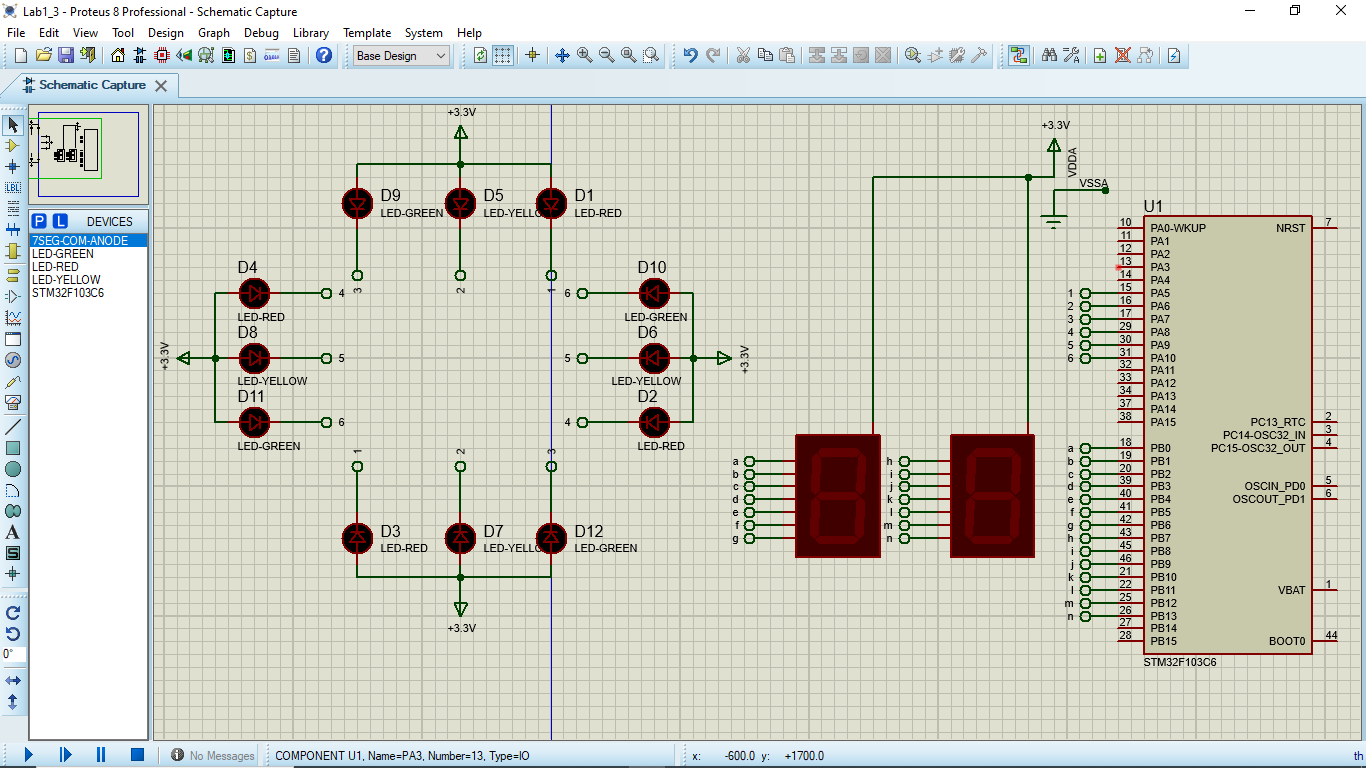 Lab1_3 - Proteus 8 Professional - Schematic Capture
File Edit View Tool Design Graph Debug Library Template System Help
Base Design
Schematic Capture
P L DEVICES
7SEG-COM-ANODE
LED-GREEN
LED-RED
LED-YELLOW
STM32F103C6
LBL
A
S
0°
+3.3V
D9
LED-GREEN
D5
LED-YELLO
D1
LED-RED
3
2
1
D4
LED-RED
4
D8
LED-YELLOW
5
D11
LED-GREEN
6
+3.3V
D10
LED-GREEN
6
D6
LED-YELLOW
5
D2
LED-RED
4
+3.3V
1
2
3
D3
LED-RED
D7
LED-YELLO
D12
LED-GREEN
+3.3V
+3.3V
VDDA
VSSA
a
b
c
d
e
f
g
h
i
j
k
l
m
n
U1
10 PA0-WKUP NRST 7
11 PA1
12 PA2
13 PA3
14 PA4
1 15 PA5
2 16 PA6
3 17 PA7
4 29 PA8
5 30 PA9
6 31 PA10
32 PA11
33 PA12
34 PA13
37 PA14
38 PA15 PC13_RTC 2
PC14-OSC32_IN 3
a 18 PB0 PC15-OSC32_OUT 4
b 19 PB1
c 20 PB2
d 39 PB3 OSCIN_PD0 5
e 40 PB4 OSCOUT_PD1 6
f 41 PB5
g 42 PB6
h 43 PB7
i 45 PB8
j 46 PB9
k 21 PB10
l 22 PB11 VBAT 1
m 25 PB12
n 26 PB13
27 PB14
28 PB15 BOOT0 44
STM32F103C6
No Messages COMPONENT U1, Name=PA3, Number=13, Type=IO x: -600.0 y: +1700.0 th